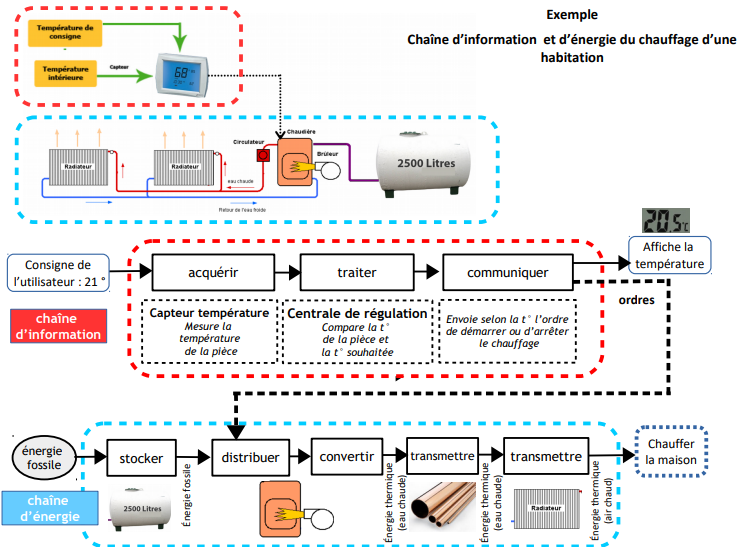 Exemple
Chaîne d’information et d’énergie du chauffage d’une
habitation
Température de
consigne
Température
intérieure
Capteur
68
Circulateur
Chaudière
Brûleur
Radiateur
Radiateur
2500 Litres
eau chaude
Retour de l'eau froide
20.5°C
Consigne de
l’utilisateur : 21 °
acquérir
traiter
communiquer
Affiche la
température
ordres
chaîne
d’information
Capteur température
Mesure la
température
de la pièce
Centrale de régulation
Compare la t°
de la pièce et
la t° souhaitée
Envoie selon la t° l’ordre
de démarrer ou d’arrêter
le chauffage
énergie
fossile
stocker
distribuer
convertir
transmettre
transmettre
Chauffer
la maison
chaîne
d’énergie
2500 Litres
Énergie fossile
Énergie thermique
(eau chaude)
Énergie thermique
(eau chaude)
Radiateur
Énergie thermique
(air chaud)